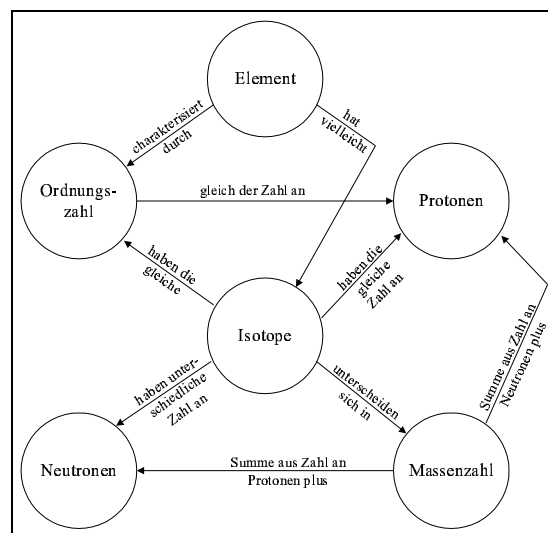 Element
charakterisiert
durch
hat
vielleicht
Ordnungs-
zahl
gleich der Zahl an
Protonen
haben die
gleiche
haben die
gleiche
Zahl an
Isotope
haben unter-
schiedliche
Zahl an
unterscheiden
sich in
Summe aus Zahl an
Neutronen plus
Neutronen
Summe aus Zahl an
Protonen plus
Massenzahl